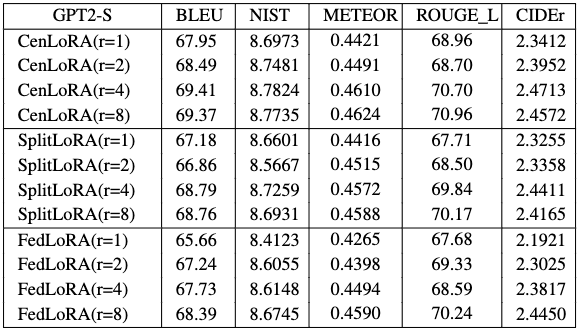 GPT2-S BLEU NIST METEOR ROUGE_L CIDEr
CenLoRA(r=1) 67.95 8.6973 0.4421 68.96 2.3412
CenLoRA(r=2) 68.49 8.7481 0.4491 68.70 2.3952
CenLoRA(r=4) 69.41 8.7824 0.4610 70.70 2.4713
CenLoRA(r=8) 69.37 8.7735 0.4624 70.96 2.4572
SplitLoRA(r=1) 67.18 8.6601 0.4416 67.71 2.3255
SplitLoRA(r=2) 66.86 8.5667 0.4515 68.50 2.3358
SplitLoRA(r=4) 68.79 8.7259 0.4572 69.84 2.4411
SplitLoRA(r=8) 68.76 8.6931 0.4588 70.17 2.4165
FedLoRA(r=1) 65.66 8.4123 0.4265 67.68 2.1921
FedLoRA(r=2) 67.24 8.6055 0.4398 69.33 2.3025
FedLoRA(r=4) 67.73 8.6148 0.4494 68.59 2.3817
FedLoRA(r=8) 68.39 8.6745 0.4590 70.24 2.4450